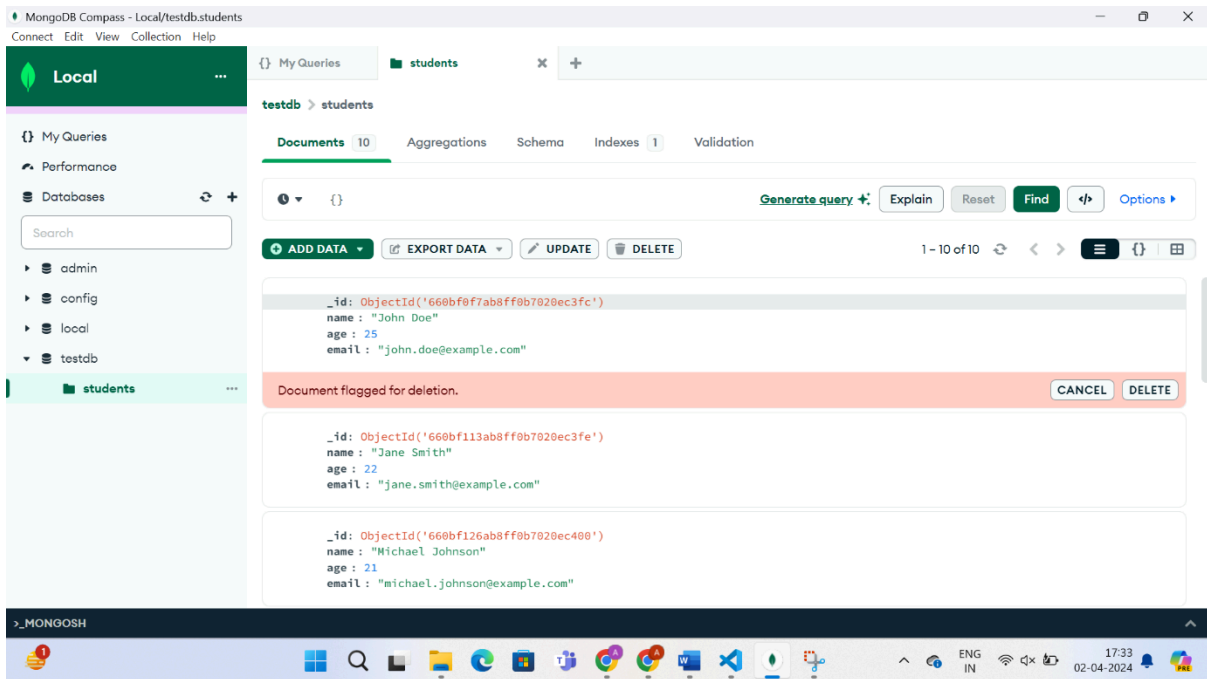 MongoDB Compass - Local/testdb.students
Connect Edit View Collection Help
Local ...
{} My Queries
students
testdb > students
{} My Queries
Performance
Databases
Search
admin
config
local
testdb
students ...
Documents 10 Aggregations Schema Indexes 1 Validation
{} Generate query Explain Reset Find </> Options
ADD DATA EXPORT DATA UPDATE DELETE 1 – 10 of 10 {}
_id: ObjectId('660bf0f7ab8ff0b7020ec3fc')
name : "John Doe"
age : 25
email : "john.doe@example.com"
Document flagged for deletion. CANCEL DELETE
_id: ObjectId('660bf113ab8ff0b7020ec3fe')
name : "Jane Smith"
age : 22
email : "jane.smith@example.com"
_id: ObjectId('660bf126ab8ff0b7020ec400')
name : "Michael Johnson"
age : 21
email : "michael.johnson@example.com"
>_MONGOSH
1
A
A
ENG
IN
17:33
02-04-2024
PRE